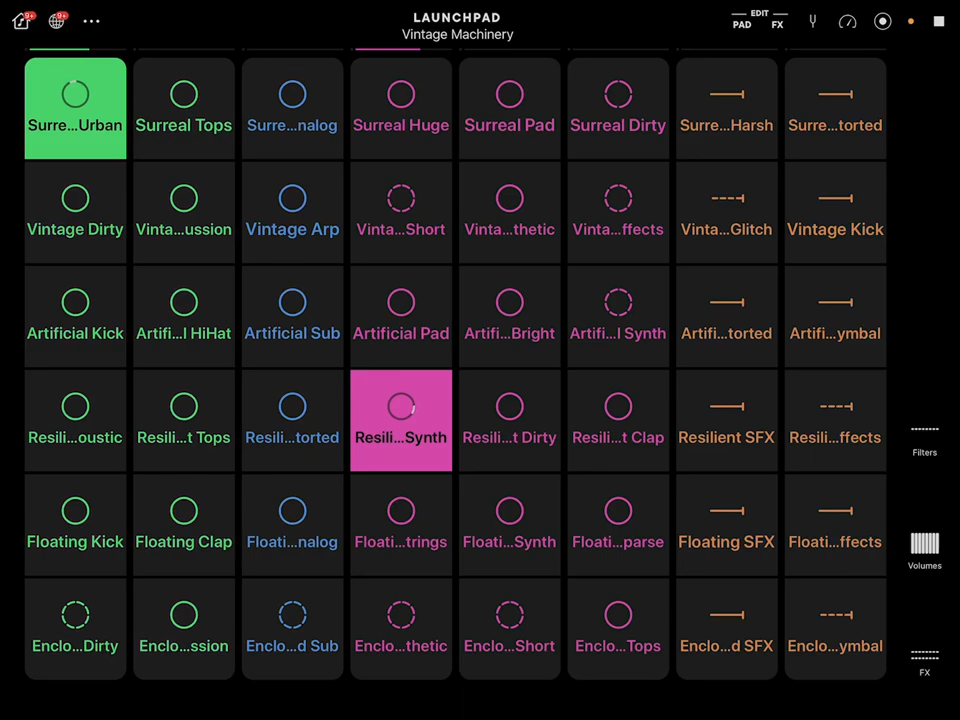 9+
9+
LAUNCHPAD
Vintage Machinery
EDIT
PAD FX
Surre...Urban Surreal Tops Surre...nalog Surreal Huge Surreal Pad Surreal Dirty Surre...Harsh Surre...torted
Vintage Dirty Vinta...ussion Vintage Arp Vinta...Short Vinta...thetic Vinta...ffects Vinta...Glitch Vintage Kick
Artificial Kick Artifi...l HiHat Artificial Sub Artificial Pad Artifi...Bright Artifi...l Synth Artifi...torted Artifi...ymbal
Resili...oustic Resili...t Tops Resili...torted Resili...Synth Resili...t Dirty Resili...t Clap Resilient SFX Resili...ffects
Filters
Floating Kick Floating Clap Floati...nalog Floati...trings Floati...Synth Floati...parse Floating SFX Floati...ffects
Volumes
Enclo...Dirty Enclo...ssion Enclo...d Sub Enclo...thetic Enclo...Short Enclo...Tops Enclo...d SFX Enclo...ymbal
FX